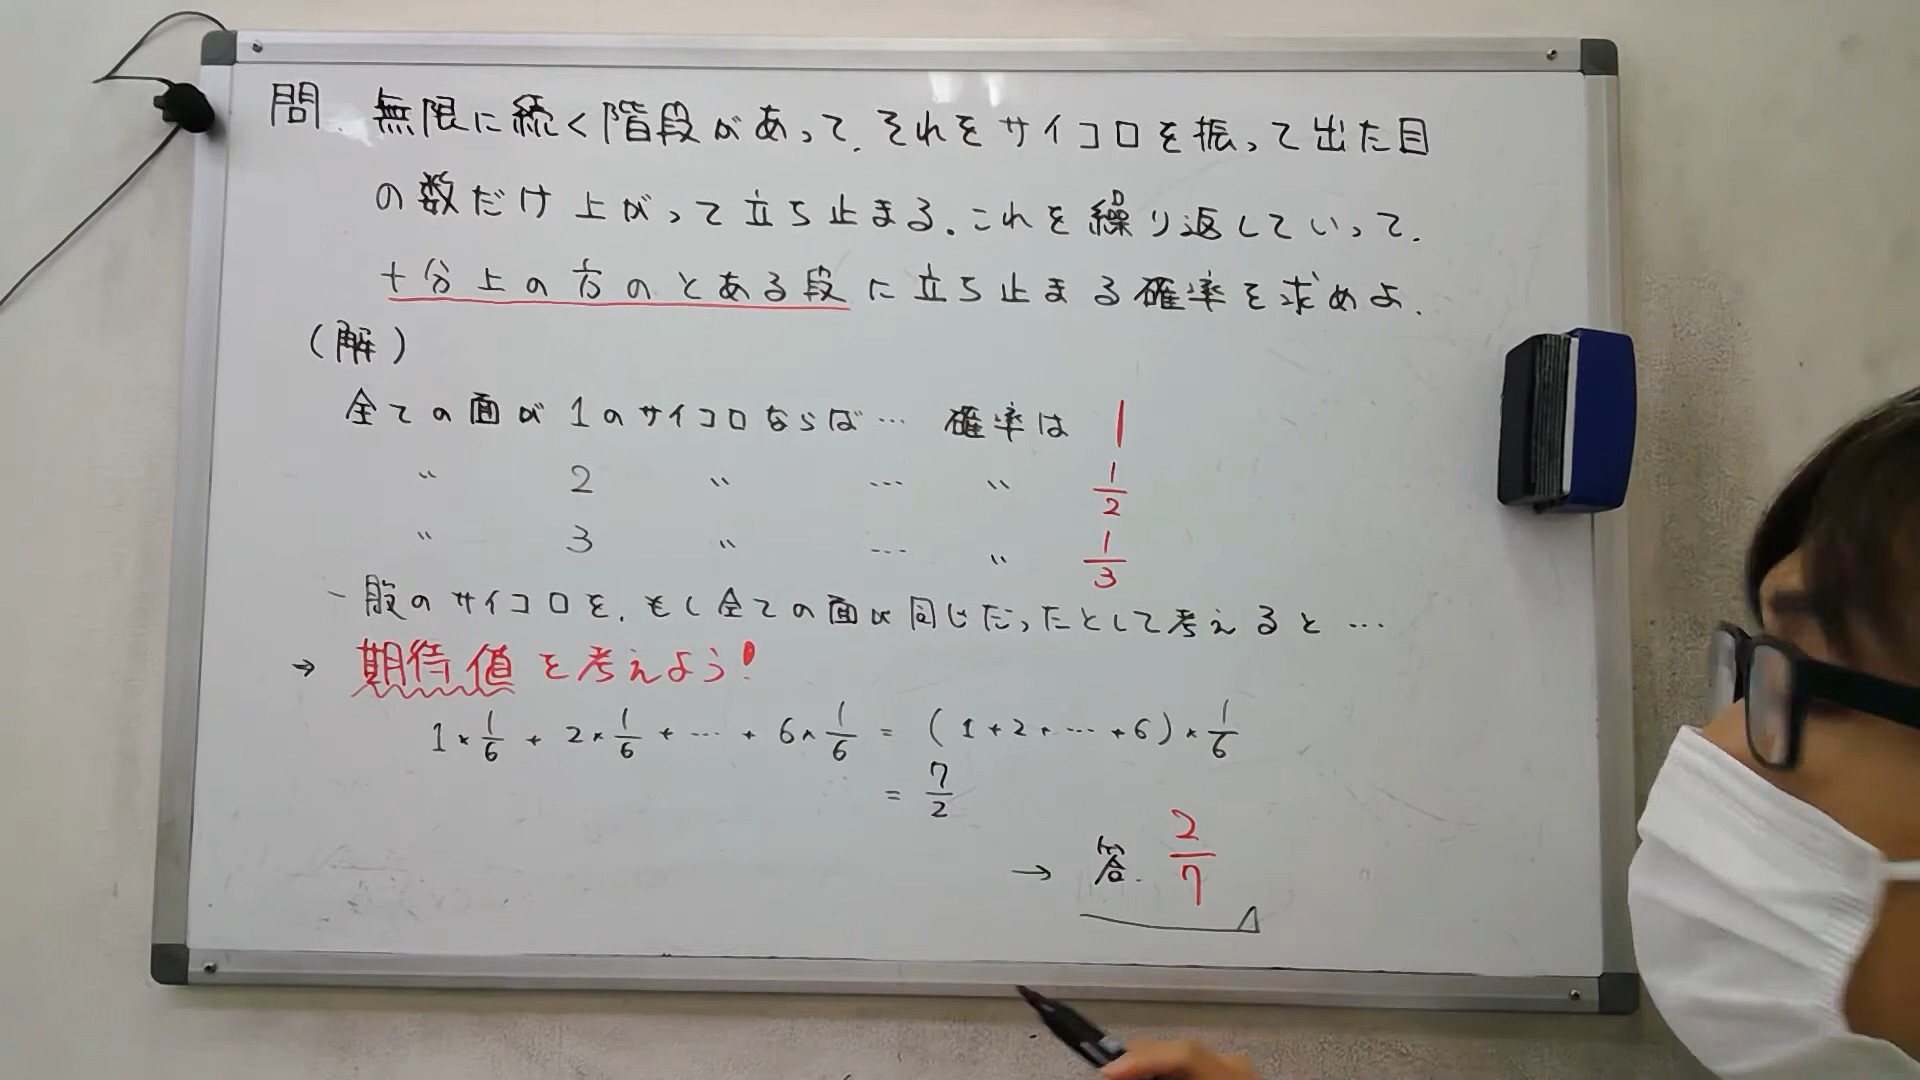 問. 無限に続く階段があって、それをサイコロを振って出た目
の数だけ上がって立ち止まる。これを繰り返していって、
十分上の方のとある段に立ち止まる確率を求めよ.
(解)
全ての面が1のサイコロならば… 確率は 1
〃 2 〃 … 〃 1/2
〃 3 〃 … 〃 1/3
一般のサイコロを、もし全ての面が同じだったとして考えると…
→ 期待値を考えよう!
1×1/6 + 2×1/6 + … + 6×1/6 = (1+2+…+6)×1/6
= 7/2
→ 答. 2/7